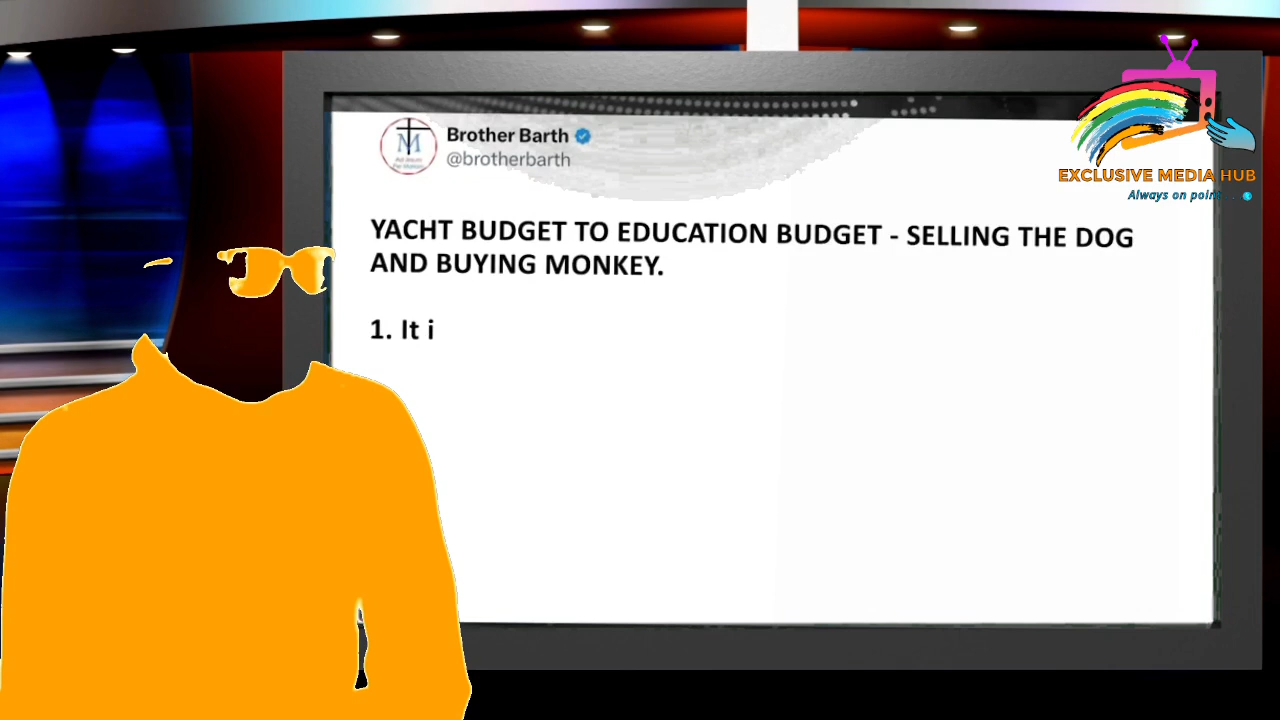 Brother Barth
@brotherbarth
YACHT BUDGET TO EDUCATION BUDGET - SELLING THE DOG
AND BUYING MONKEY.
1. It i
EXCLUSIVE MEDIA HUB
Always on point